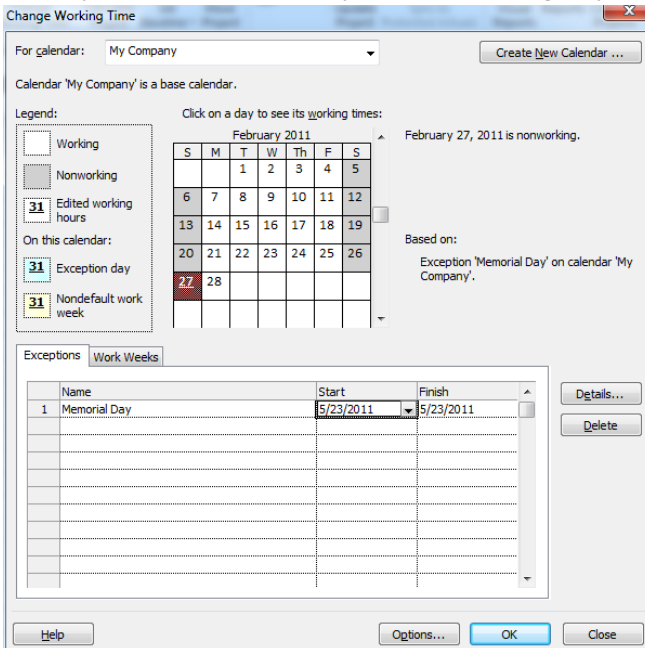 Change Working Time
For calendar: My Company
Create New Calendar ...
Calendar 'My Company' is a base calendar.
Legend:
Working
Nonworking
31 Edited working
hours
On this calendar:
31 Exception day
31 Nondefault work
week
Click on a day to see its working times:
February 2011
S M T W Th F S
1 2 3 4 5
6 7 8 9 10 11 12
13 14 15 16 17 18 19
20 21 22 23 24 25 26
27 28
February 27, 2011 is nonworking.
Based on:
Exception 'Memorial Day' on calendar 'My
Company'.
Exceptions Work Weeks
Name Start Finish
1 Memorial Day 5/23/2011 5/23/2011
Details...
Delete
Help
Options...
OK
Close